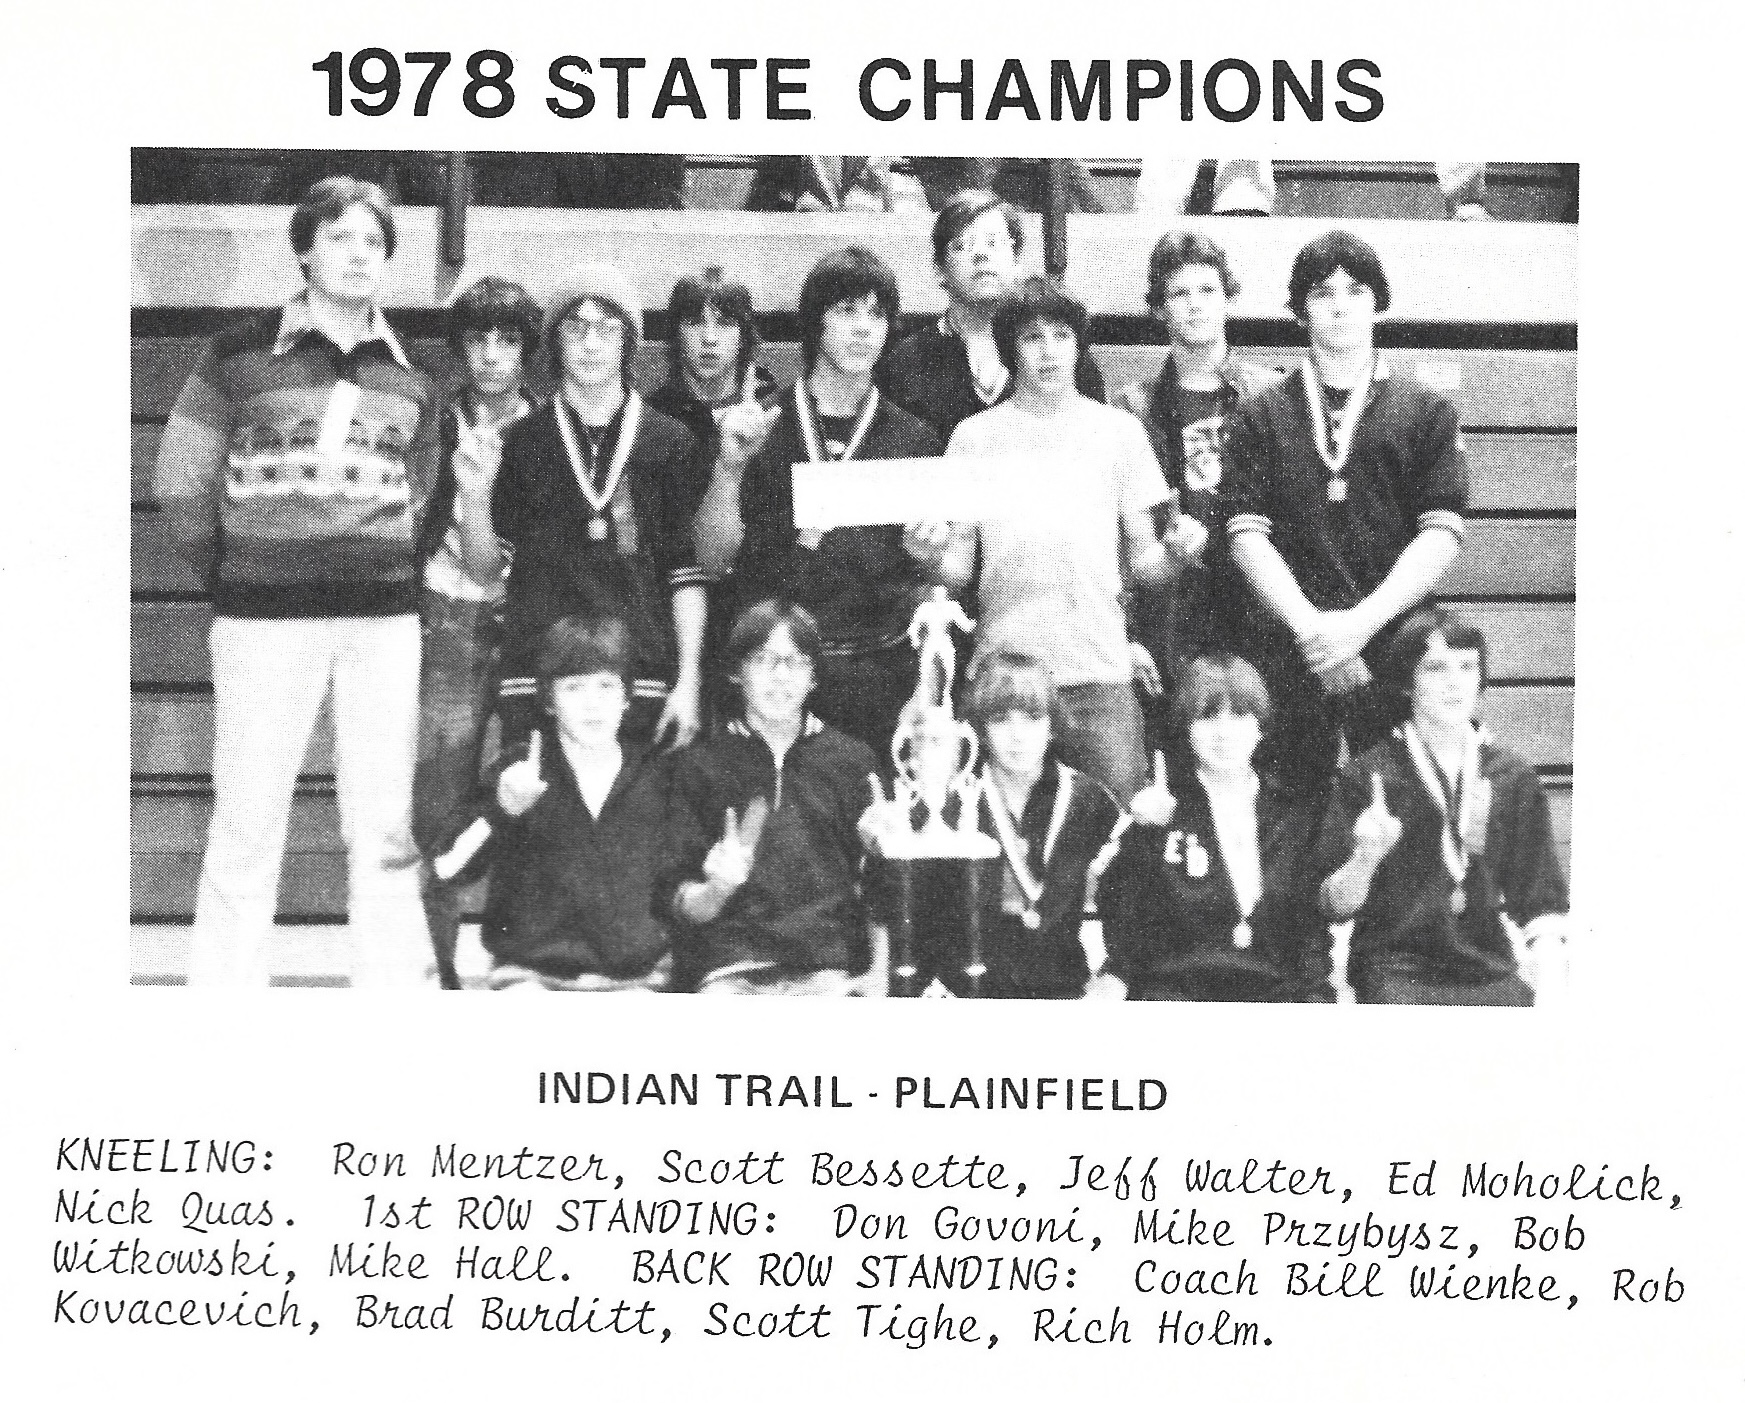 1978 STATE CHAMPIONS
INDIAN TRAIL - PLAINFIELD
KNEELING: Ron Mentzer, Scott Bessette, Jeff Walter, Ed Moholick,
Nick Quas. 1st ROW STANDING: Don Govoni, Mike Przybysz, Bob
Witkowski, Mike Hall. BACK ROW STANDING: Coach Bill Wienke, Rob
Kovacevich, Brad Burditt, Scott Tighe, Rich Holm.